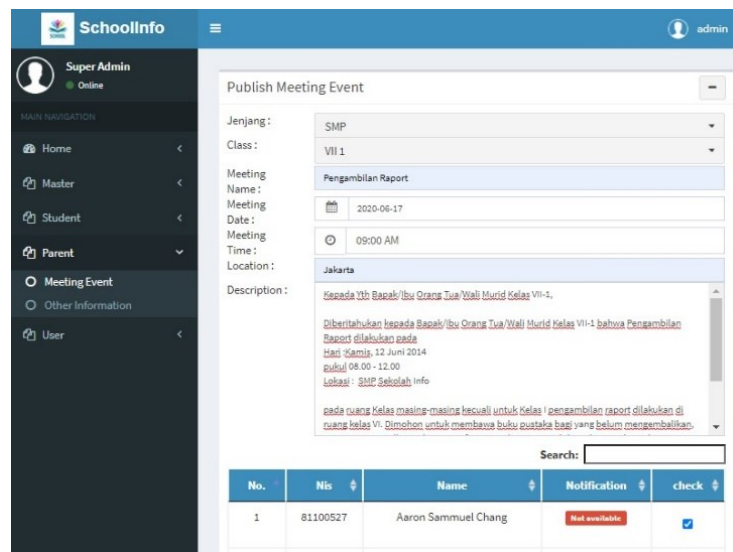 SchoolInfo
admin
Super Admin
Online
MAIN NAVIGATION
Home
Master
Student
Parent
Meeting Event
Other Information
User
Publish Meeting Event
Jenjang :
SMP
Class :
VII 1
Meeting
Name :
Pengambilan Raport
Meeting
Date :
2020-06-17
Meeting
Time :
09:00 AM
Location :
Jakarta
Description :
Kepada Yth Bapak/Ibu Orang Tua/Wali Murid Kelas VII-1,
Diberitahukan kepada Bapak/Ibu Orang Tua/Wali Murid Kelas VII-1 bahwa Pengambilan
Raport dilakukan pada
Hari :Kamis, 12 Juni 2014
pukul 08.00 - 12.00
Lokasi : SMP Sekolah Info
pada ruang Kelas masing-masing kecuali untuk Kelas I pengambilan raport dilakukan di
ruang kelas VI. Dimohon untuk membawa buku pustaka bagi yang belum mengembalikan.
Search:
No. Nis Name Notification check
1 81100527 Aaron Sammuel Chang Not available